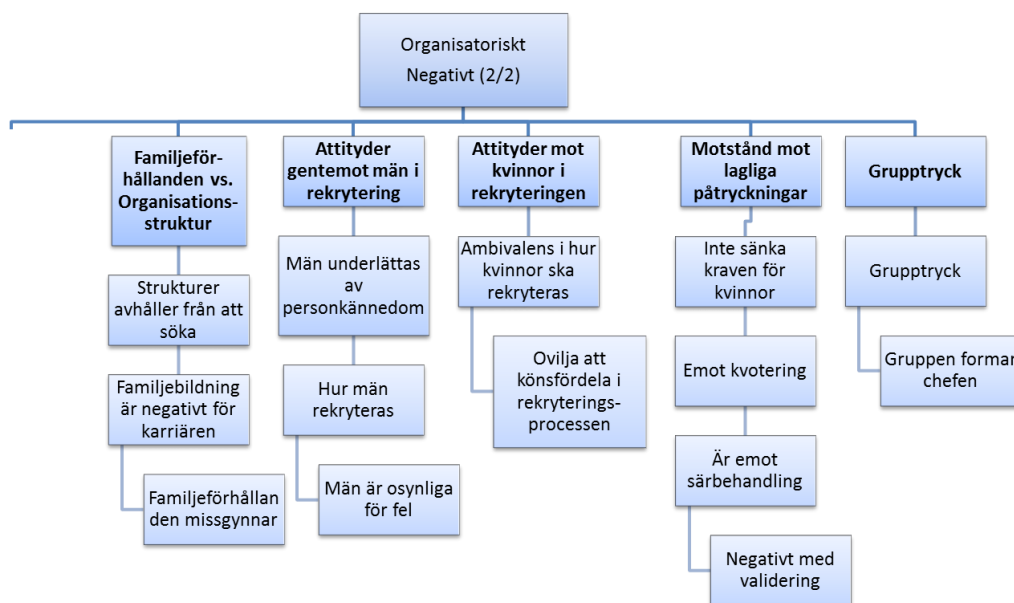 Organisatoriskt
Negativt (2/2)
Familjeför-
hållanden vs.
Organisations-
struktur
Strukturer
avhåller från att
söka
Familjebildning
är negativt för
karriären
Familjeförhållan
den missgynnar
Attityder
gentemot män i
rekrytering
Män underlättas
av
personkännedom
Hur män
rekryteras
Män är osynliga
för fel
Attityder mot
kvinnor i
rekryteringen
Ambivalens i hur
kvinnor ska
rekryteras
Ovilja att
könsfördela i
rekryterings-
processen
Motstånd mot
lagliga
påtryckningar
Inte sänka
kraven för
kvinnor
Emot kvotering
Är emot
särbehandling
Negativt med
validering
Grupptryck
Grupptryck
Gruppen formar
chefen